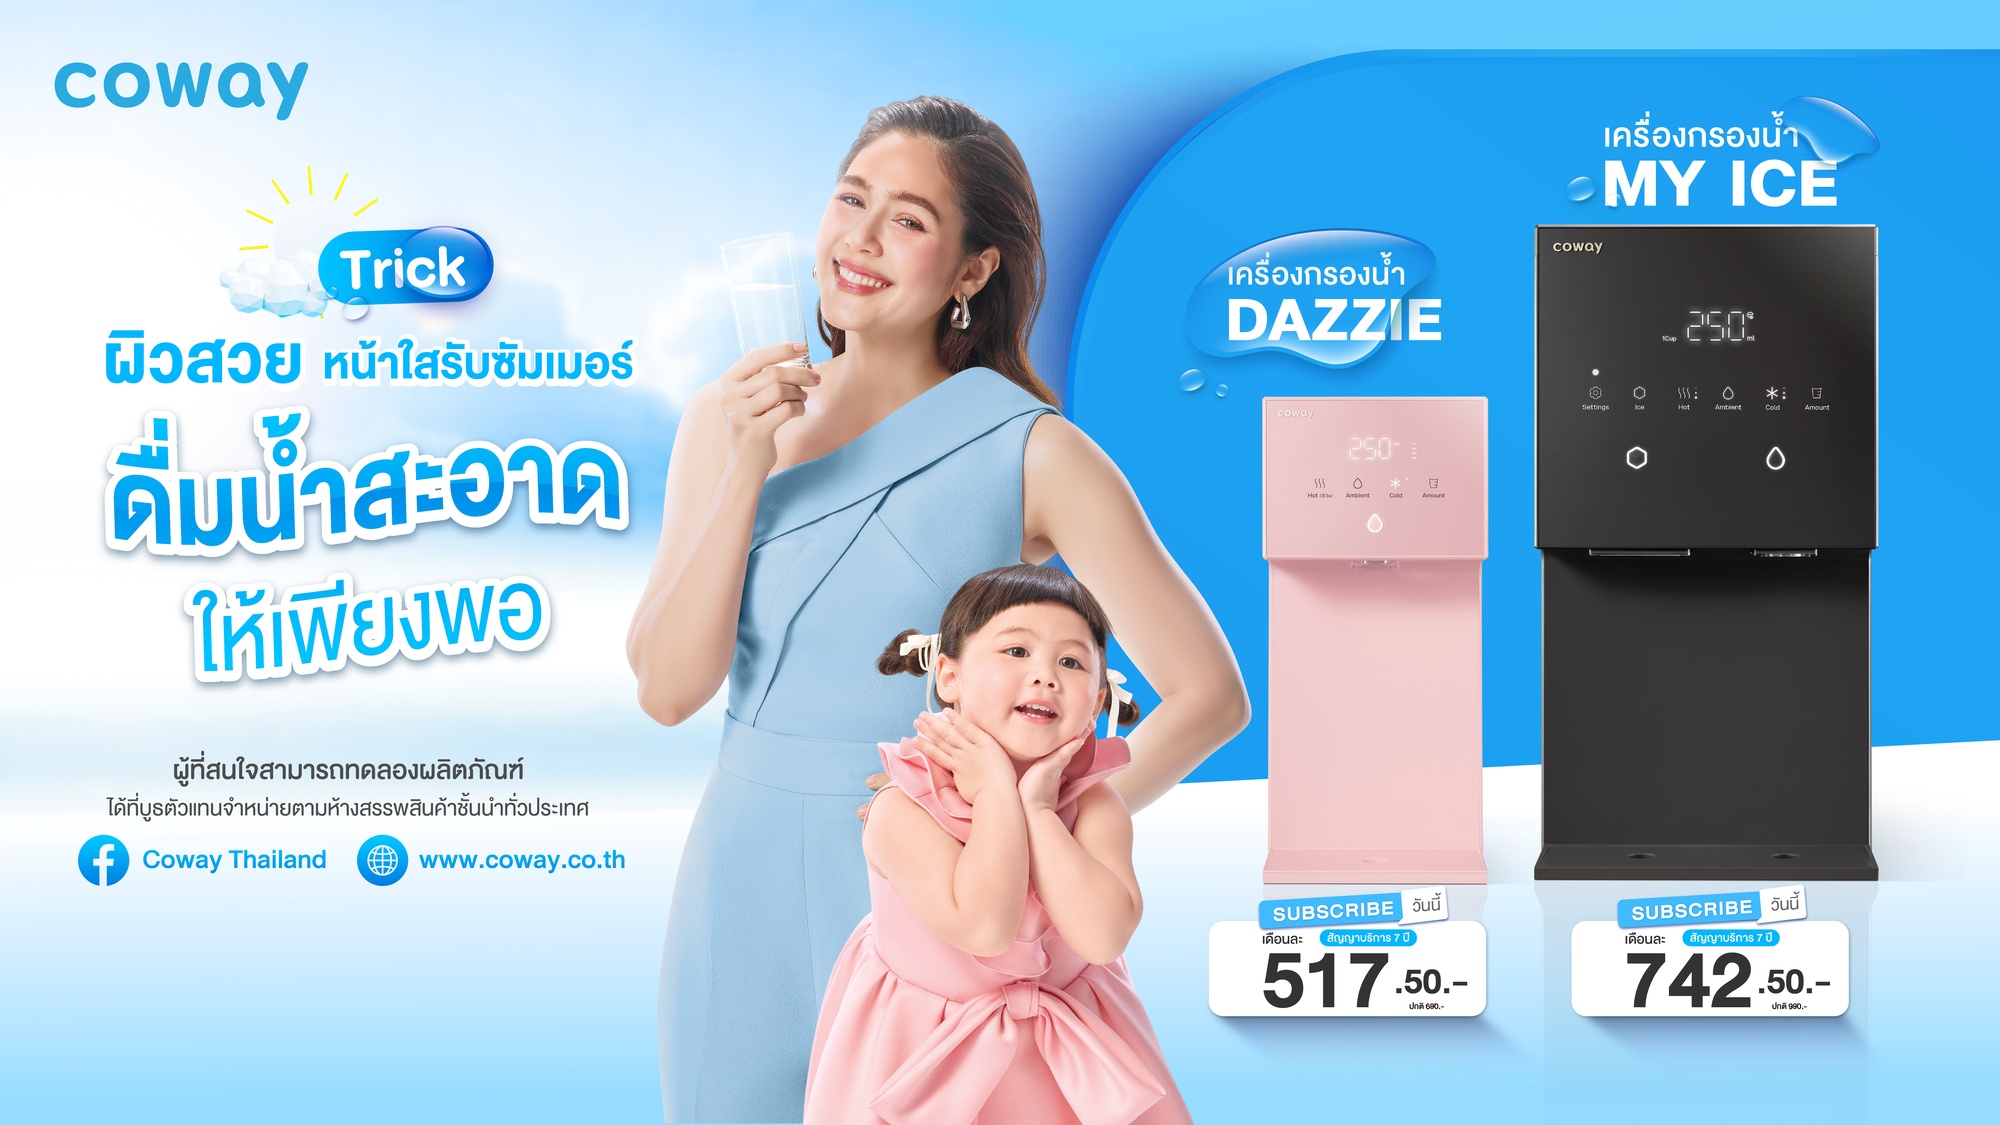 coway
Trick
ผิวสวย หน้าใสรับซัมเมอร์
ดื่มน้ำสะอาด
ให้เพียงพอ
ผู้ที่สนใจสามารถทดลองผลิตภัณฑ์
ได้ที่บูธตัวแทนจำหน่ายตามห้างสรรพสินค้าชั้นนำทั่วประเทศ
Coway Thailand www.coway.co.th
เครื่องกรองน้ำ
DAZZIE
coway
250
Hot Ambient Cold Amount
SUBSCRIBE วันนี้
เดือนละ สัญญาบริการ 7 ปี
517.50.-
ปกติ 690.-
เครื่องกรองน้ำ
MY ICE
coway
1Cup 250 ml
Settings Ice Hot Ambient Cold Amount
SUBSCRIBE วันนี้
เดือนละ สัญญาบริการ 7 ปี
742.50.-
ปกติ 990.-